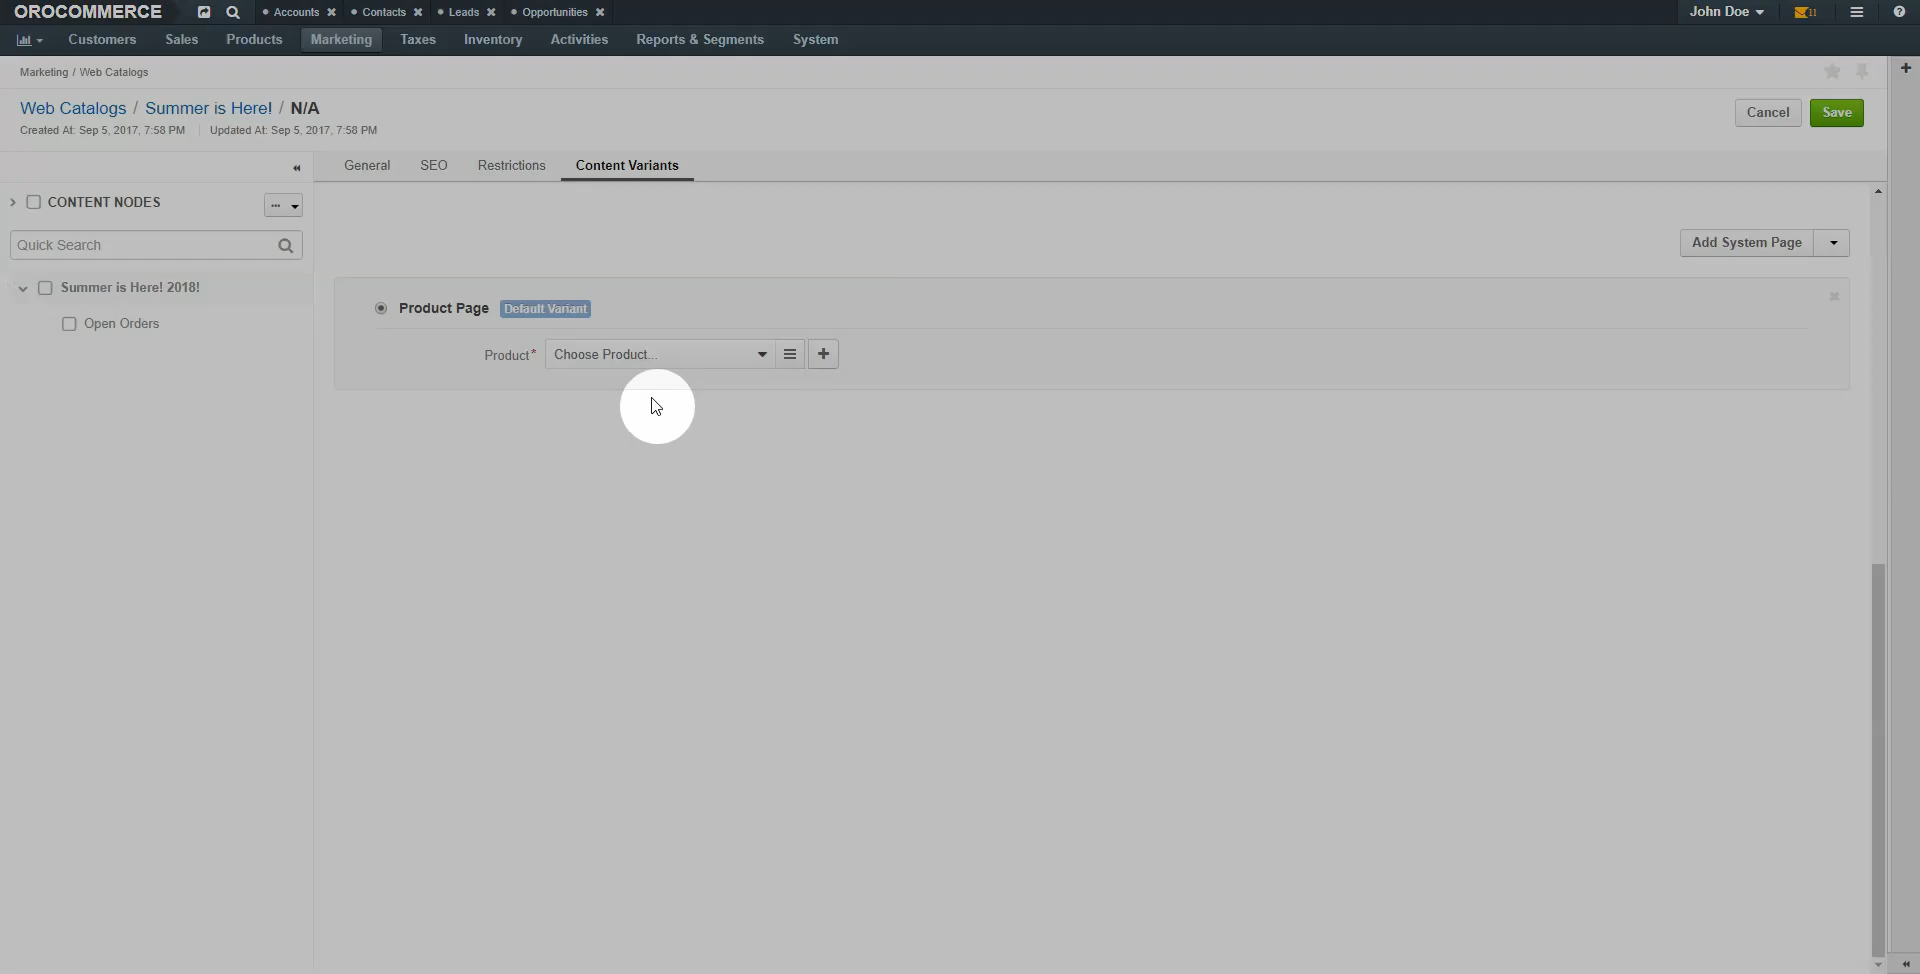 OROCOMMERCE Accounts Contacts Leads Opportunities John Doe 11
Customers Sales Products Marketing Taxes Inventory Activities Reports & Segments System
Marketing / Web Catalogs
Web Catalogs / Summer is Here! / N/A
Cancel Save
Created At: Sep 5, 2017, 7:58 PM Updated At: Sep 5, 2017, 7:58 PM
General SEO Restrictions Content Variants
CONTENT NODES
Quick Search
Add System Page
Summer is Here! 2018!
Product Page Default Variant
Open Orders
Product* Choose Product...